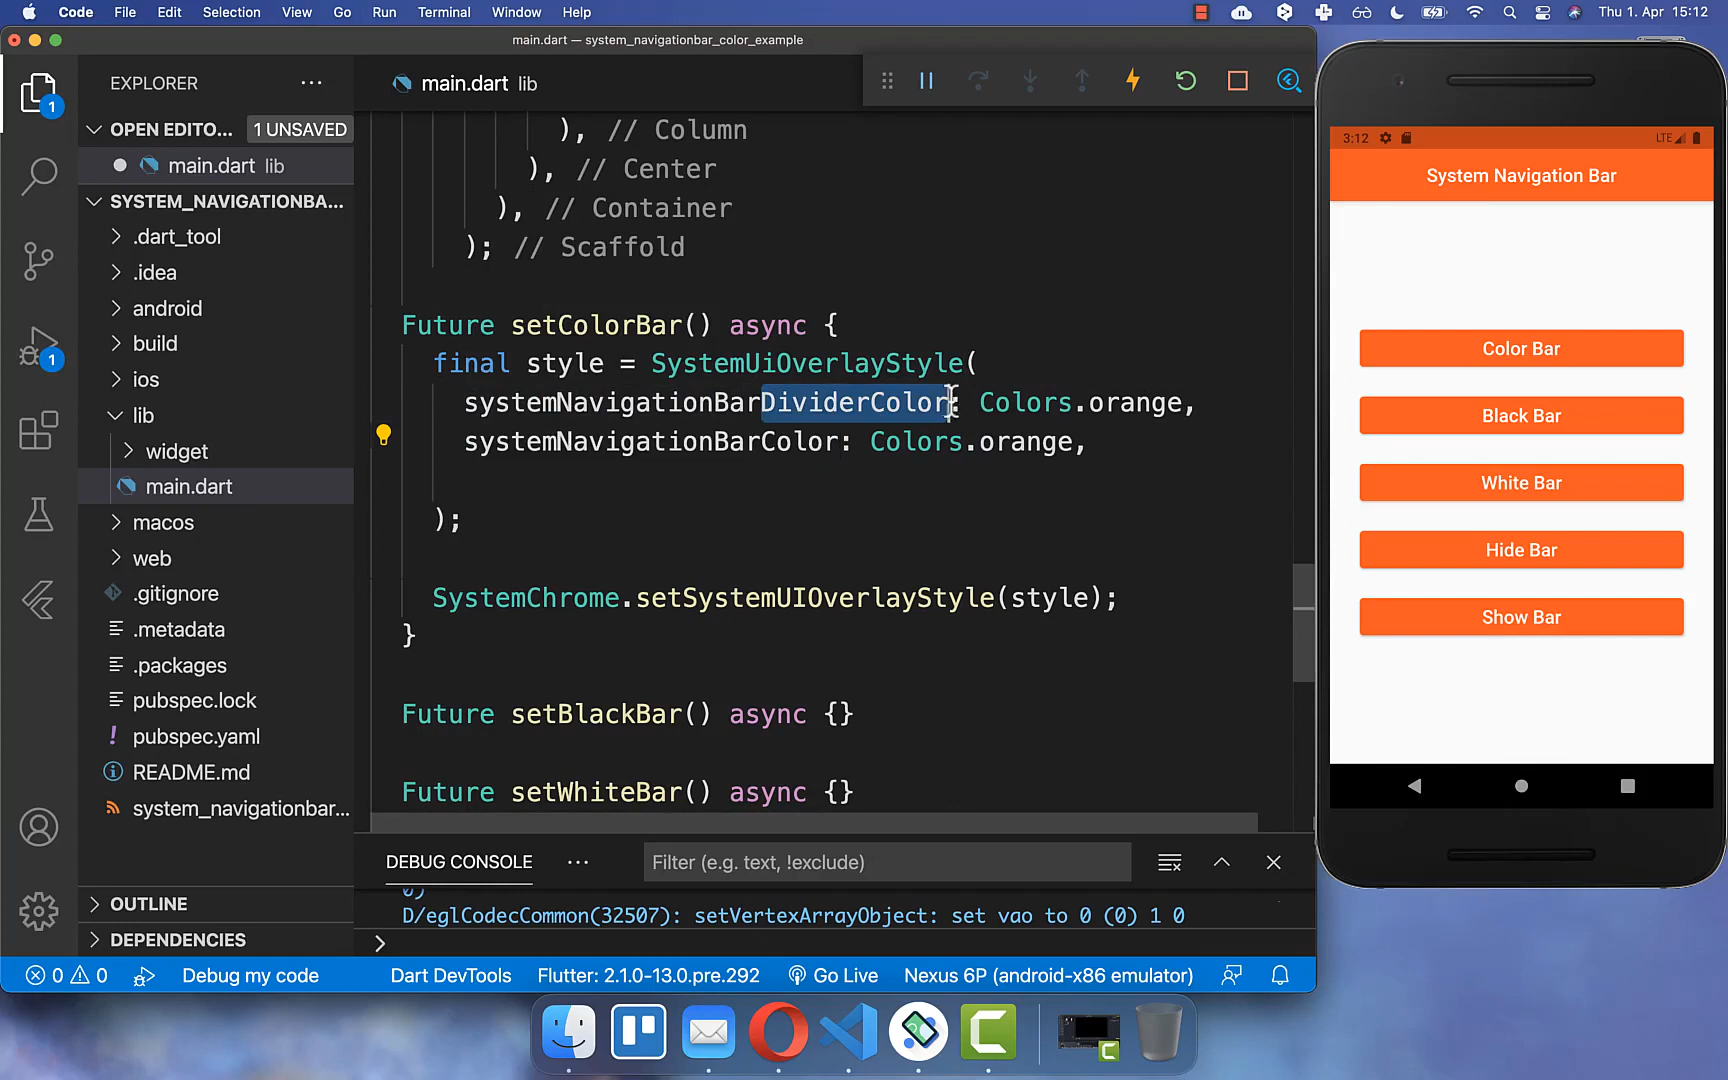 Code File Edit Selection View Go Run Terminal Window Help Thu 1. Apr 15:12
main.dart — system_navigationbar_color_example
EXPLORER
OPEN EDITO... 1 UNSAVED
main.dart lib
SYSTEM_NAVIGATIONBA...
.dart_tool
.idea
android
build
ios
lib
widget
main.dart
macos
web
.gitignore
.metadata
.packages
pubspec.lock
! pubspec.yaml
README.md
system_navigationbar...
OUTLINE
DEPENDENCIES
1
1
main.dart lib
), // Column
), // Center
), // Container
); // Scaffold
Future setColorBar() async {
final style = SystemUiOverlayStyle(
systemNavigationBarDividerColor: Colors.orange,
systemNavigationBarColor: Colors.orange,
);
SystemChrome.setSystemUIOverlayStyle(style);
}
Future setBlackBar() async {}
Future setWhiteBar() async {}
DEBUG CONSOLE Filter (e.g. text, !exclude)
0)
D/eglCodecCommon(32507): setVertexArrayObject: set vao to 0 (0) 1 0
>
0 0 Debug my code Dart DevTools Flutter: 2.1.0-13.0.pre.292 Go Live Nexus 6P (android-x86 emulator)
3:12 LTE
System Navigation Bar
Color Bar
Black Bar
White Bar
Hide Bar
Show Bar